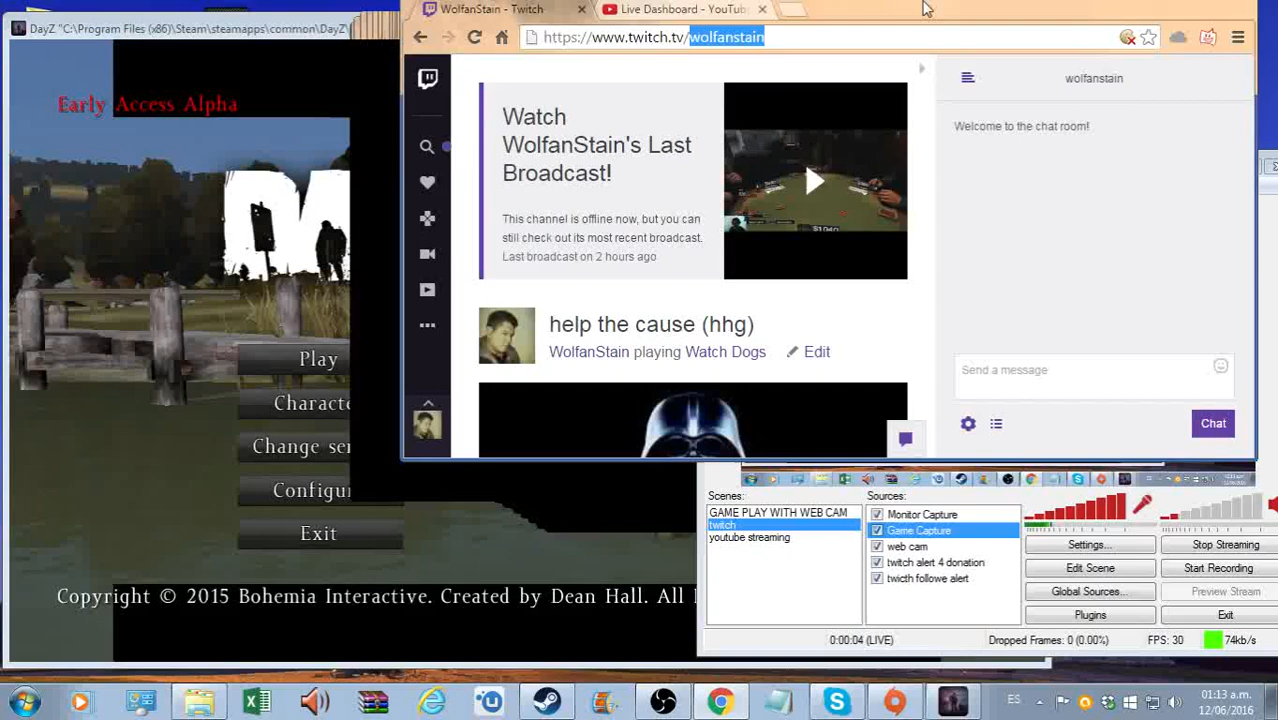 DayZ "C:\Program Files (x86)\Steam\steamapps\common\DayZ\
Early Access Alpha
Play
Characte
Change se
Configu
Exit
Copyright © 2015 Bohemia Interactive. Created by Dean Hall. All
WolfanStain - Twitch
Live Dashboard - YouTub
https://www.twitch.tv/wolfanstain
Watch
WolfanStain's Last
Broadcast!
This channel is offline now, but you can
still check out its most recent broadcast.
Last broadcast on 2 hours ago
help the cause (hhg)
WolfanStain playing Watch Dogs
Edit
wolfanstain
Welcome to the chat room!
Send a message
Chat
Scenes:
GAME PLAY WITH WEB CAM
twitch
youtube streaming
Sources:
Monitor Capture
Game Capture
web cam
twitch alert 4 donation
twicth followe alert
Settings...
Stop Streaming
Edit Scene
Start Recording
Global Sources...
Preview Stream
Plugins
Exit
0:00:04 (LIVE)
Dropped Frames: 0 (0.00%)
FPS: 30
74kb/s
ES
01:13 a.m.
12/06/2016